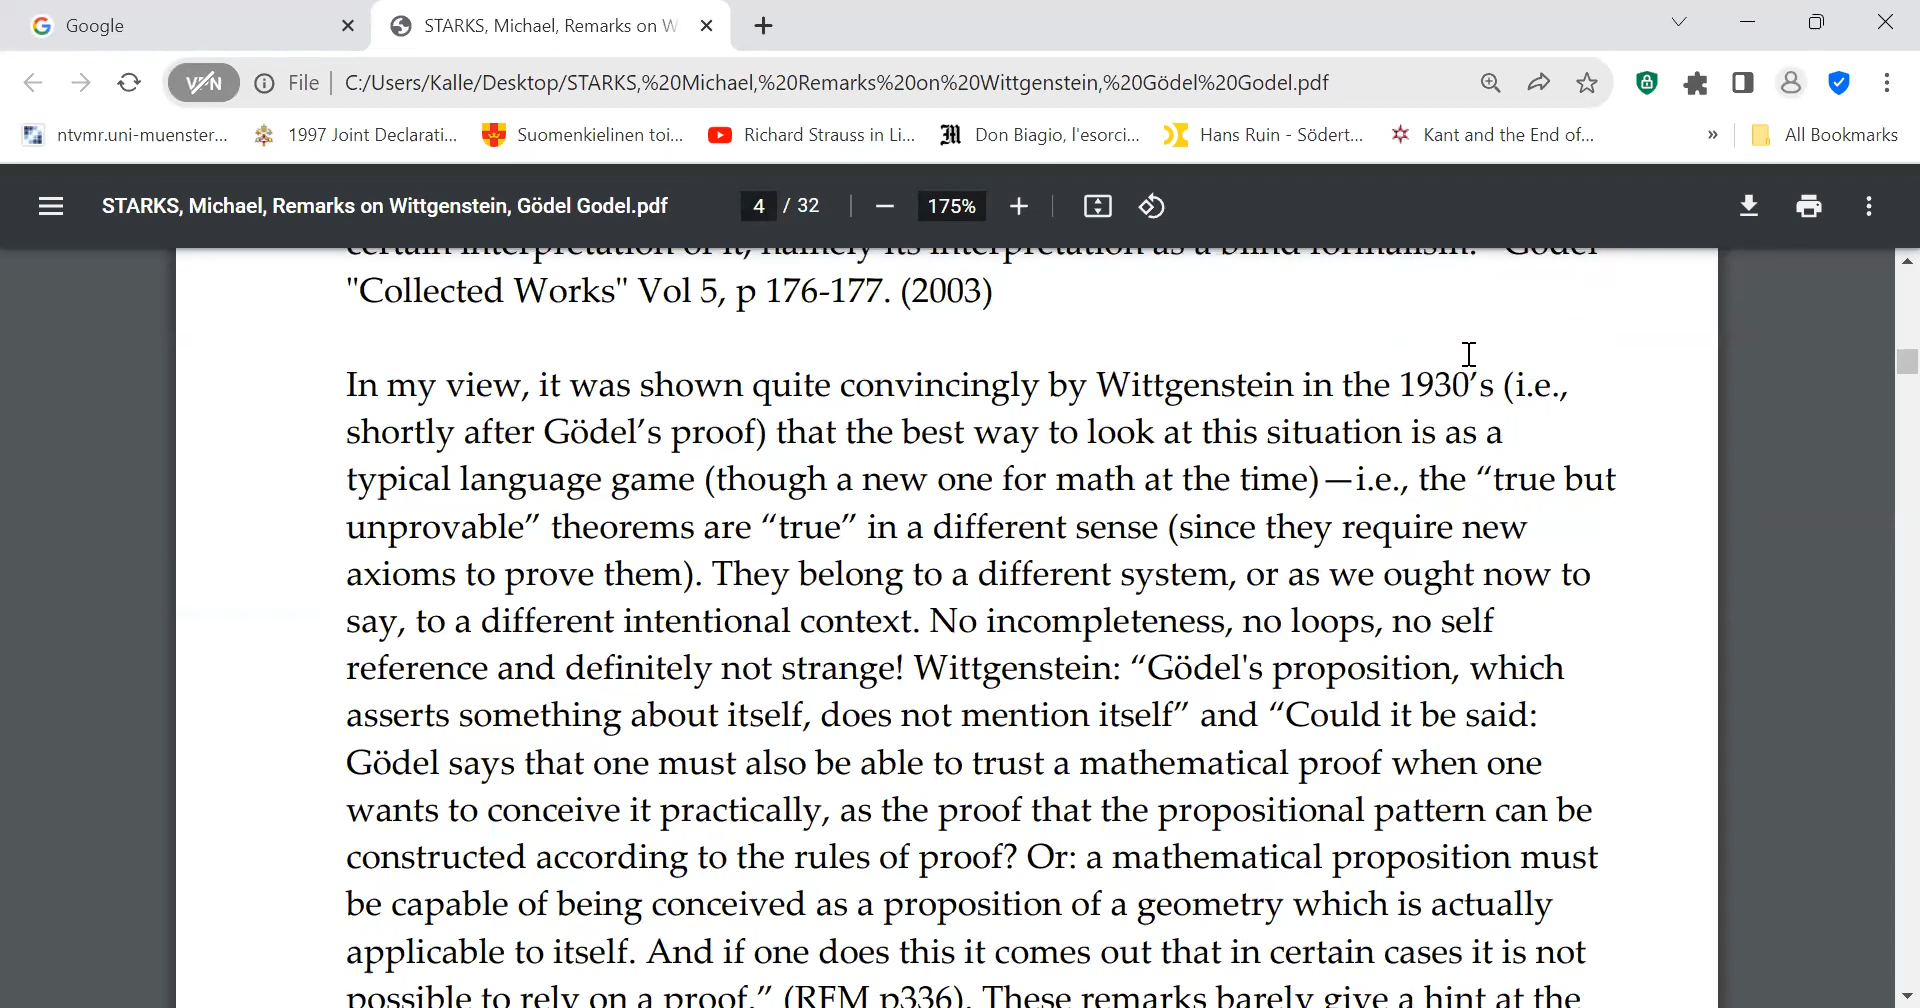 Google
STARKS, Michael, Remarks on W
VPN
File
C:/Users/Kalle/Desktop/STARKS,%20Michael,%20Remarks%20on%20Wittgenstein,%20Gödel%20Godel.pdf
ntvmr.uni-muenster...
1997 Joint Declarati...
Suomenkielinen toi...
Richard Strauss in Li...
Don Biagio, l'esorci...
Hans Ruin - Södert...
Kant and the End of...
»
All Bookmarks
STARKS, Michael, Remarks on Wittgenstein, Gödel Godel.pdf
4 / 32
175%
certain interpretation of it, namely its interpretation as a blind formalism." Godel
"Collected Works" Vol 5, p 176-177. (2003)
In my view, it was shown quite convincingly by Wittgenstein in the 1930’s (i.e.,
shortly after Gödel’s proof) that the best way to look at this situation is as a
typical language game (though a new one for math at the time)—i.e., the “true but
unprovable” theorems are “true” in a different sense (since they require new
axioms to prove them). They belong to a different system, or as we ought now to
say, to a different intentional context. No incompleteness, no loops, no self
reference and definitely not strange! Wittgenstein: “Gödel's proposition, which
asserts something about itself, does not mention itself” and “Could it be said:
Gödel says that one must also be able to trust a mathematical proof when one
wants to conceive it practically, as the proof that the propositional pattern can be
constructed according to the rules of proof? Or: a mathematical proposition must
be capable of being conceived as a proposition of a geometry which is actually
applicable to itself. And if one does this it comes out that in certain cases it is not
possible to rely on a proof.” (RFM p336). These remarks barely give a hint at the